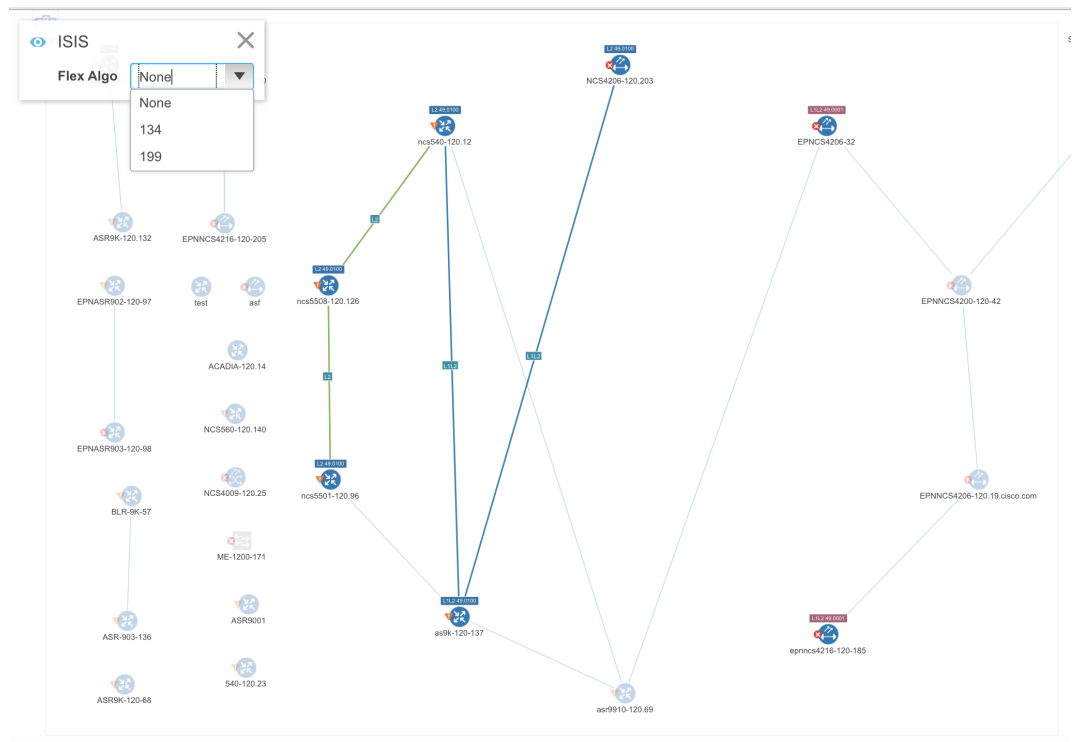 ISIS
Flex Algo None
None
134
199
L2 49.0100
NCS4206-120.203
L2 49.0100
ncs540-120.12
L1L2 49.0001
EPNNCS4206-32
L2
ASR9K-120.132
EPNNCS4216-120-205
L2 49.0100
ncs5508-120.126
EPNASR902-120-97
test
asf
EPNNCS4200-120-42
L1L2
L1L2
ACADIA-120.14
L2
NCS560-120.140
EPNASR903-120-98
L2 49.0100
ncs5501-120.96
NCS4009-120.25
EPNNCS4206-120.19.cisco.com
BLR-9K-57
ME-1200-171
L1L2 49.0100
as9k-120-137
ASR9001
ASR-903-136
L1L2 49.0001
epnncs4216-120-185
540-120.23
ASR9K-120-68
asr9910-120.69